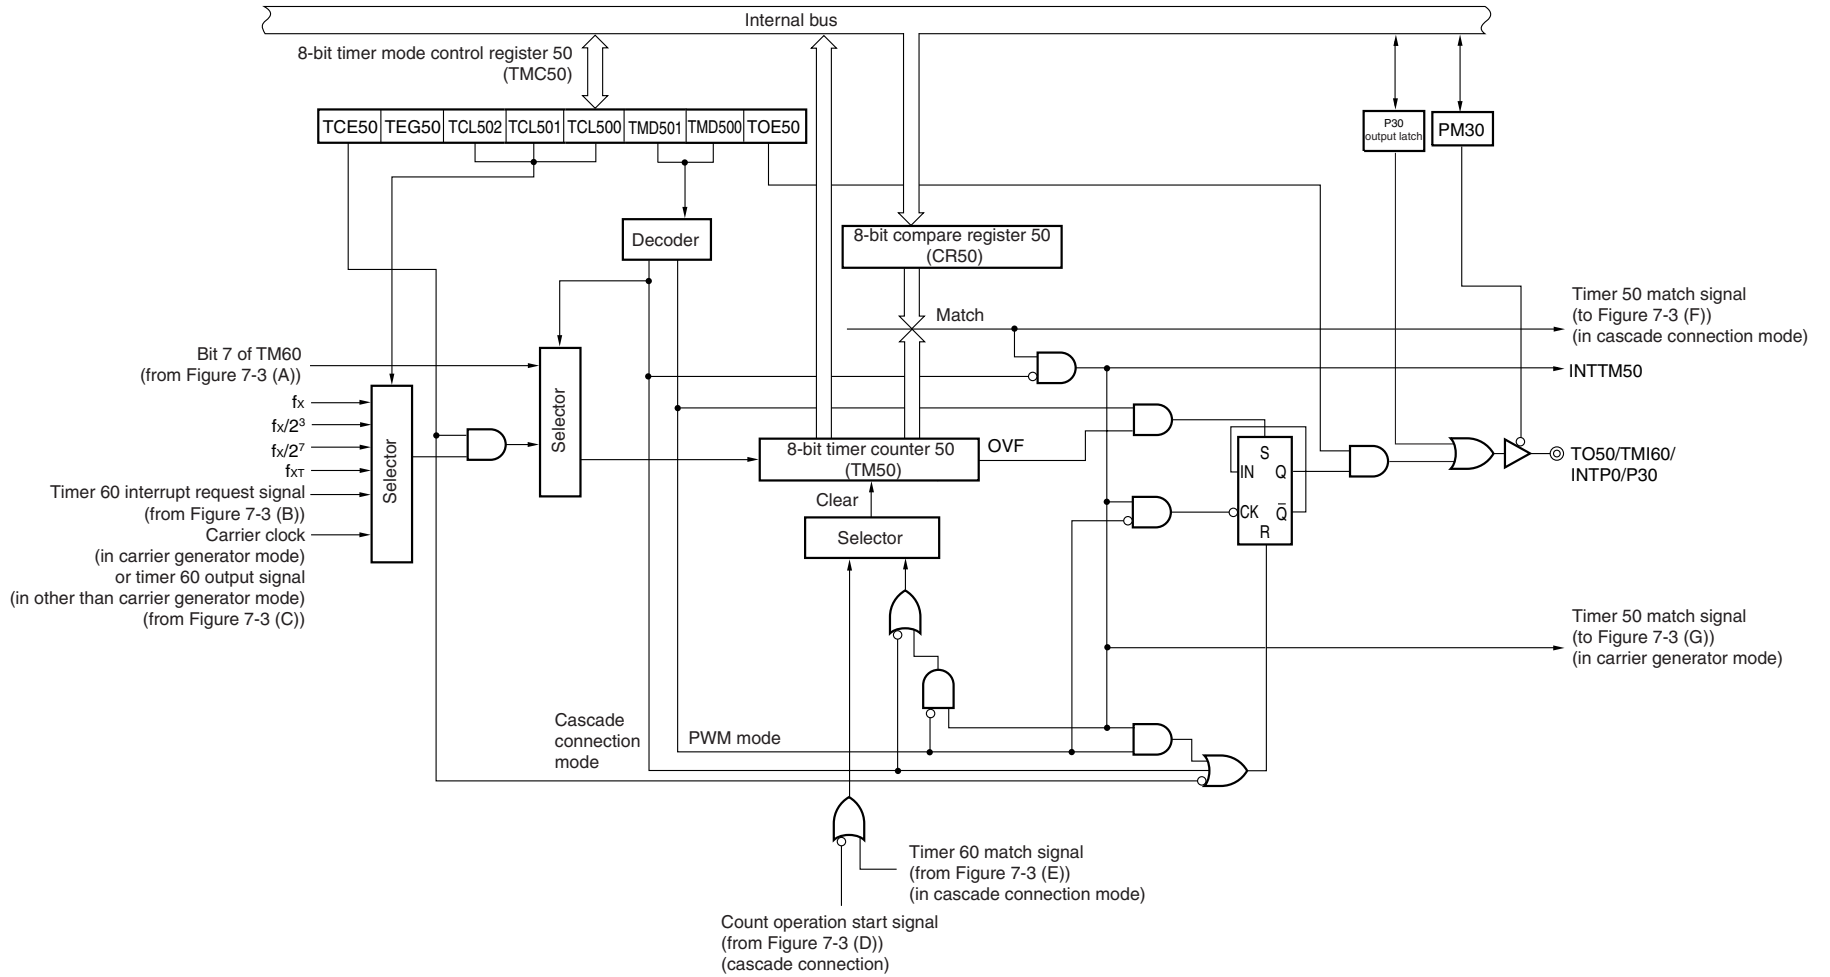 Internal bus
8-bit timer mode control register 50
(TMC50)
TCE50 TEG50 TCL502 TCL501 TCL500 TMD501 TMD500 TOE50
P30
output latch
PM30
Decoder
8-bit compare register 50
(CR50)
Match
Timer 50 match signal
(to Figure 7-3 (F))
(in cascade connection mode)
Bit 7 of TM60
(from Figure 7-3 (A))
INTTM50
fX
fX/2³
fX/2⁷
fXT
Timer 60 interrupt request signal
(from Figure 7-3 (B))
Carrier clock
(in carrier generator mode)
or timer 60 output signal
(in other than carrier generator mode)
(from Figure 7-3 (C))
Selector
Selector
8-bit timer counter 50
(TM50)
OVF
Clear
Selector
S
IN Q
CK Q̄
R
TO50/TMI60/
INTP0/P30
Timer 50 match signal
(to Figure 7-3 (G))
(in carrier generator mode)
Cascade
connection
mode
PWM mode
Timer 60 match signal
(from Figure 7-3 (E))
(in cascade connection mode)
Count operation start signal
(from Figure 7-3 (D))
(cascade connection)